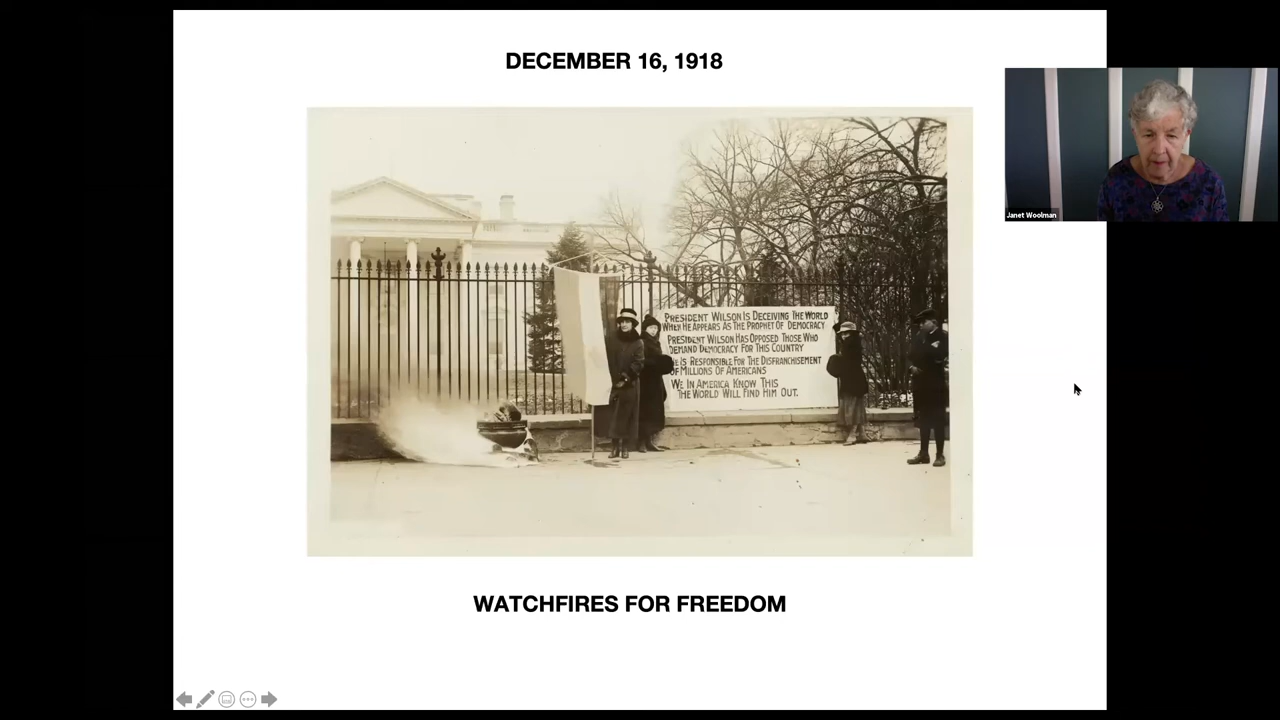 DECEMBER 16, 1918
Janet Woolman
PRESIDENT WILSON IS DECEIVING THE WORLD
WHEN HE APPEARS AS THE PROPHET OF DEMOCRACY
PRESIDENT WILSON HAS OPPOSED THOSE WHO
DEMAND DEMOCRACY FOR THIS COUNTRY
HE IS RESPONSIBLE FOR THE DISFRANCHISEMENT
OF MILLIONS OF AMERICANS
WE IN AMERICA KNOW THIS
THE WORLD WILL FIND HIM OUT.
WATCHFIRES FOR FREEDOM